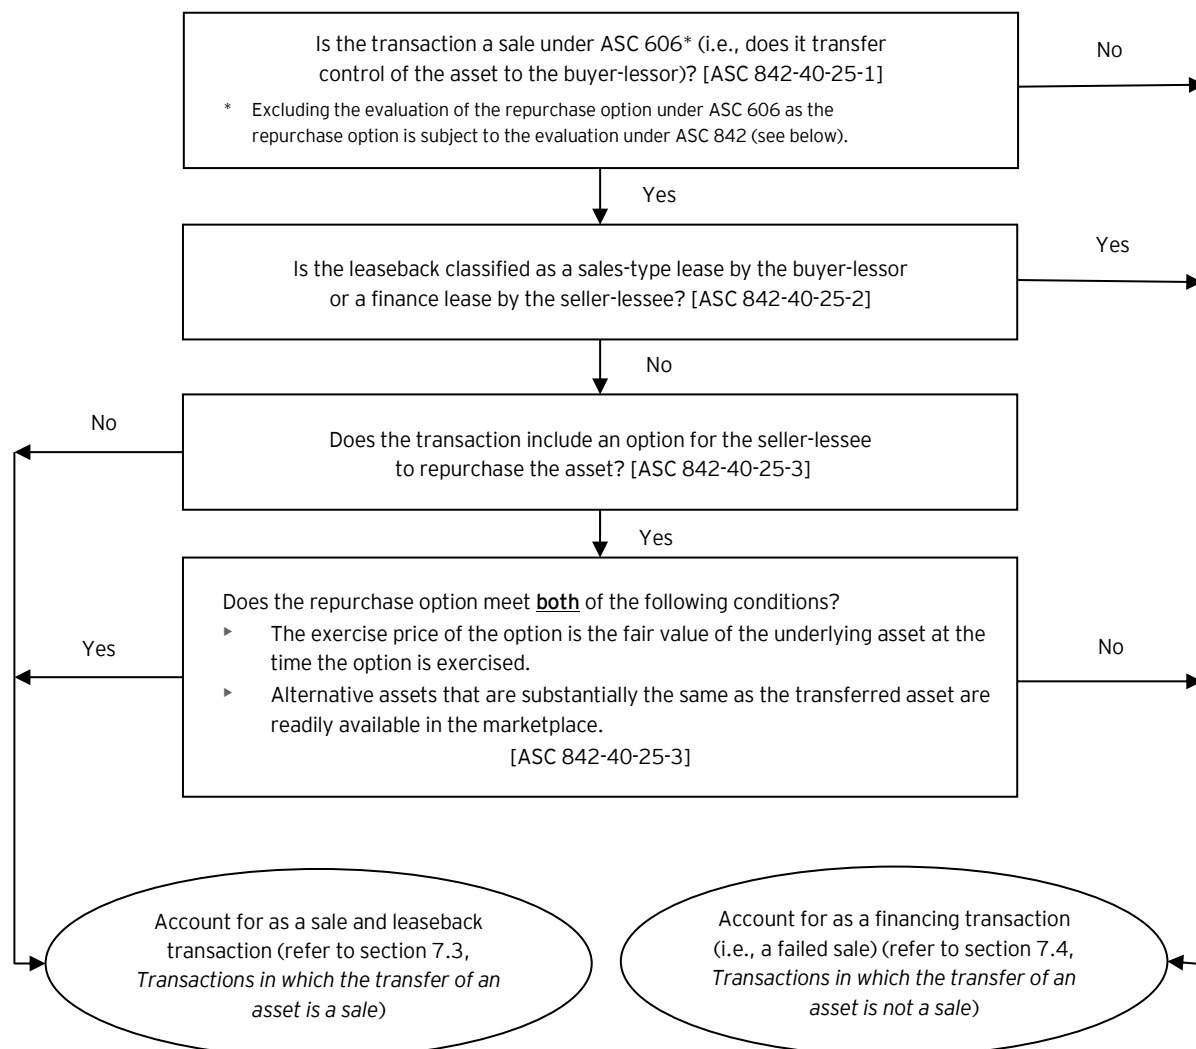 Is the transaction a sale under ASC 606* (i.e., does it transfer
control of the asset to the buyer-lessor)? [ASC 842-40-25-1]
* Excluding the evaluation of the repurchase option under ASC 606 as the
repurchase option is subject to the evaluation under ASC 842 (see below).
No
Yes
Is the leaseback classified as a sales-type lease by the buyer-lessor
or a finance lease by the seller-lessee? [ASC 842-40-25-2]
Yes
No
No
Does the transaction include an option for the seller-lessee
to repurchase the asset? [ASC 842-40-25-3]
Yes
Does the repurchase option meet both of the following conditions?
▸ The exercise price of the option is the fair value of the underlying asset at the
time the option is exercised.
▸ Alternative assets that are substantially the same as the transferred asset are
readily available in the marketplace.
[ASC 842-40-25-3]
Yes
No
Account for as a sale and leaseback
transaction (refer to section 7.3,
Transactions in which the transfer of an
asset is a sale)
Account for as a financing transaction
(i.e., a failed sale) (refer to section 7.4,
Transactions in which the transfer of an
asset is not a sale)